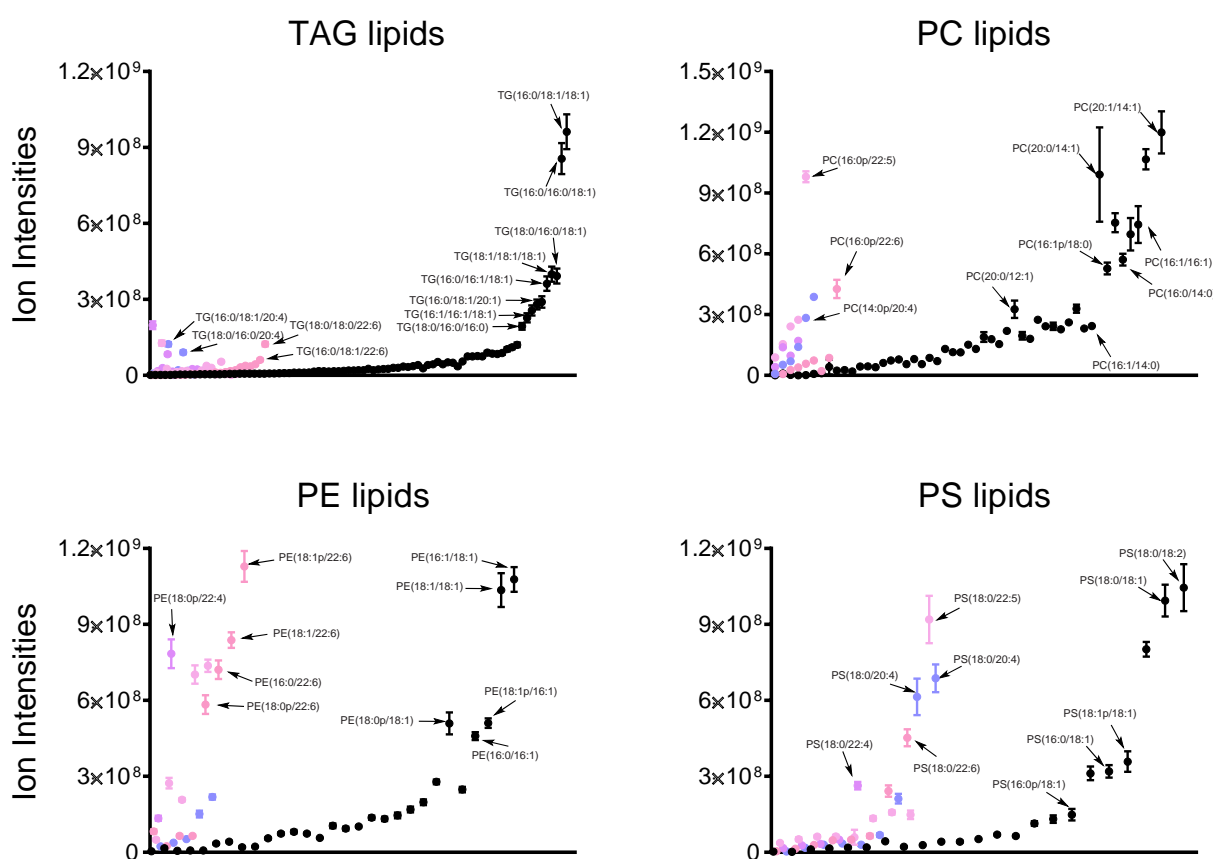 TAG lipids
Ion Intensities
1.2×10⁹
9×10⁸
6×10⁸
3×10⁸
0
TG(16:0/18:1/18:1)
TG(16:0/16:0/18:1)
TG(18:0/16:0/18:1)
TG(18:1/18:1/18:1)
TG(16:0/16:1/18:1)
TG(16:0/18:1/20:1)
TG(16:1/16:1/18:1)
TG(18:0/16:0/16:0)
TG(16:0/18:1/20:4)
TG(18:0/16:0/20:4)
TG(18:0/18:0/22:6)
TG(16:0/18:1/22:6)
PC lipids
1.5×10⁹
1.2×10⁹
9×10⁸
6×10⁸
3×10⁸
0
PC(20:1/14:1)
PC(20:0/14:1)
PC(16:0p/22:5)
PC(16:0p/22:6)
PC(16:1p/18:0)
PC(16:1/16:1)
PC(20:0/12:1)
PC(16:0/14:0
PC(14:0p/20:4)
PC(16:1/14:0)
PE lipids
Ion Intensities
1.2×10⁹
9×10⁸
6×10⁸
3×10⁸
0
PE(18:1p/22:6)
PE(16:1/18:1)
PE(18:1/18:1)
PE(18:0p/22:4)
PE(18:1/22:6)
PE(16:0/22:6)
PE(18:0p/22:6)
PE(18:1p/16:1)
PE(18:0p/18:1)
PE(16:0/16:1)
PS lipids
1.2×10⁹
9×10⁸
6×10⁸
3×10⁸
0
PS(18:0/18:2)
PS(18:0/18:1)
PS(18:0/22:5)
PS(18:0/20:4)
PS(18:0/20:4)
PS(18:1p/18:1)
PS(18:0/22:4)
PS(16:0/18:1)
PS(18:0/22:6)
PS(16:0p/18:1)